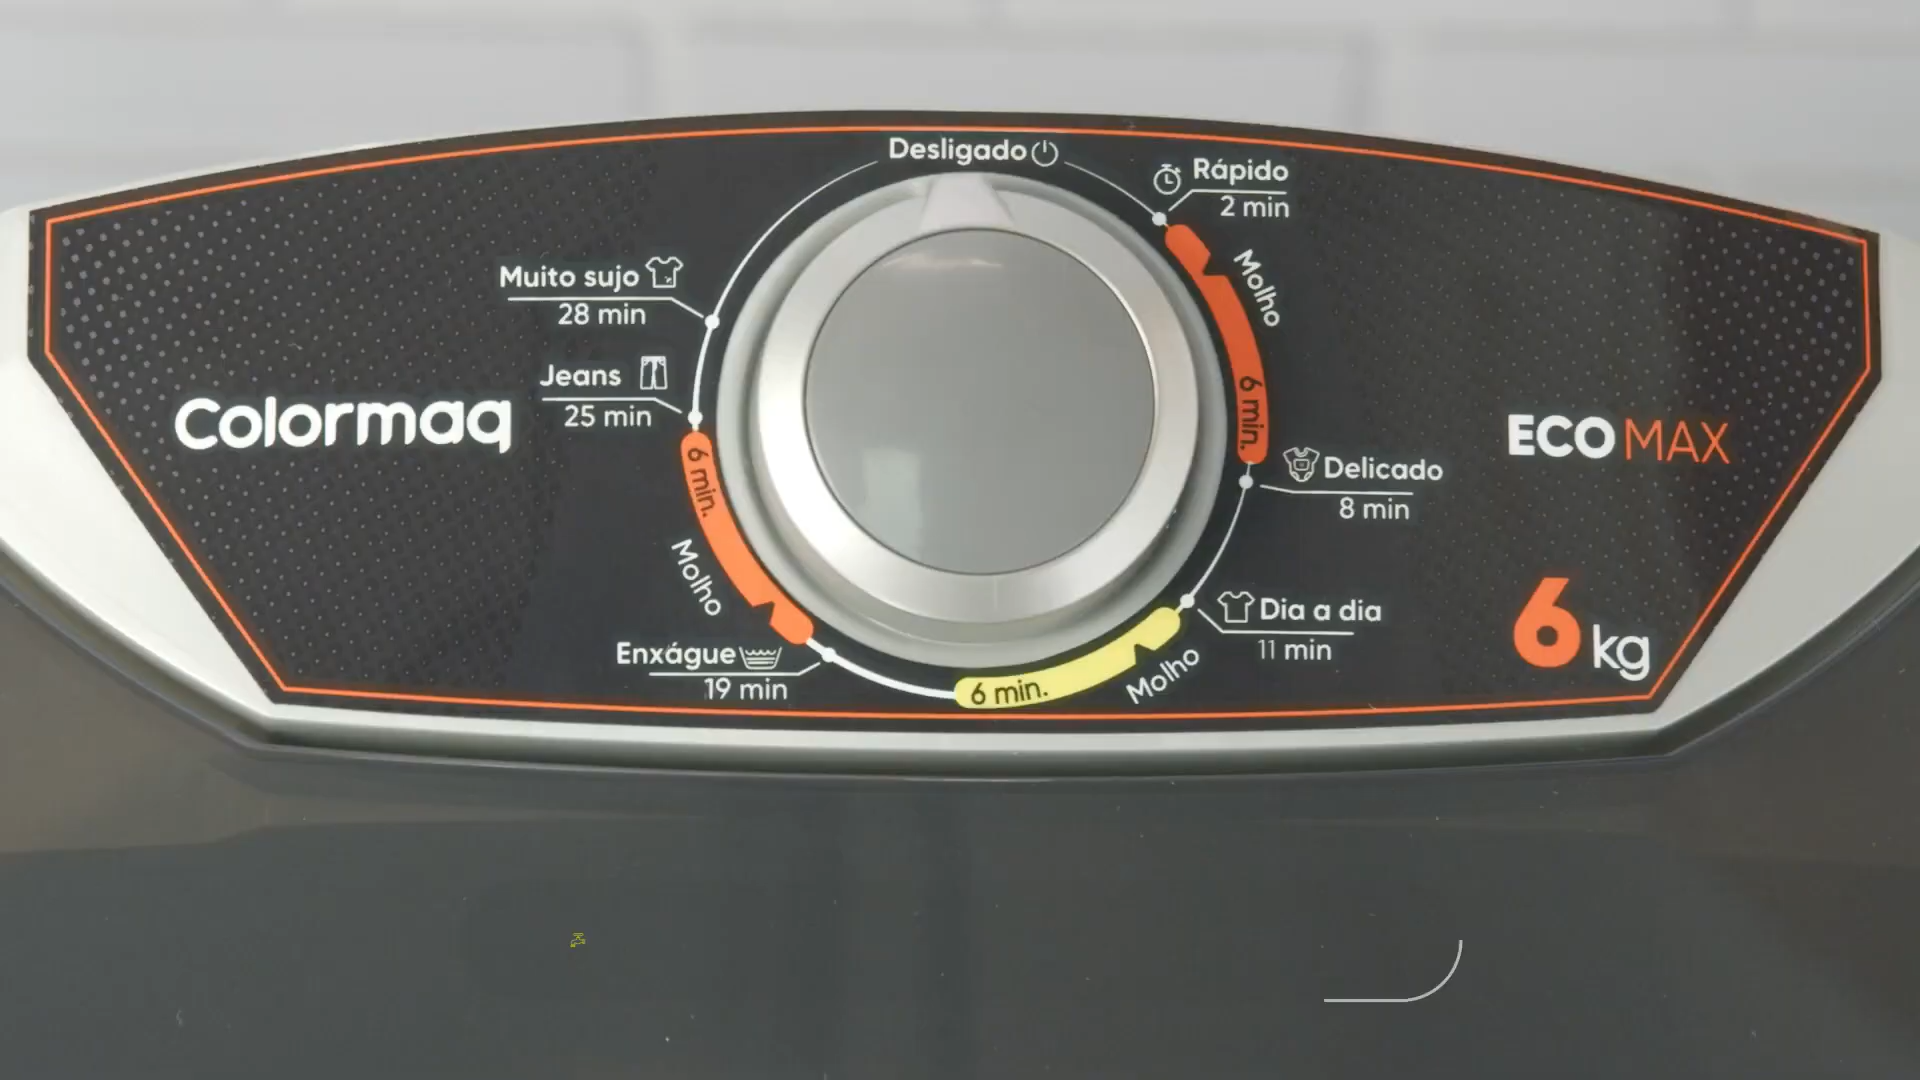 Desligado
Rápido
2 min
Molho
6 min.
Muito sujo
28 min
Jeans
25 min
Colormaq
ECO MAX
6 min.
Molho
Delicado
8 min
Dia a dia
11 min
6 kg
Enxágue
19 min
6 min.
Molho